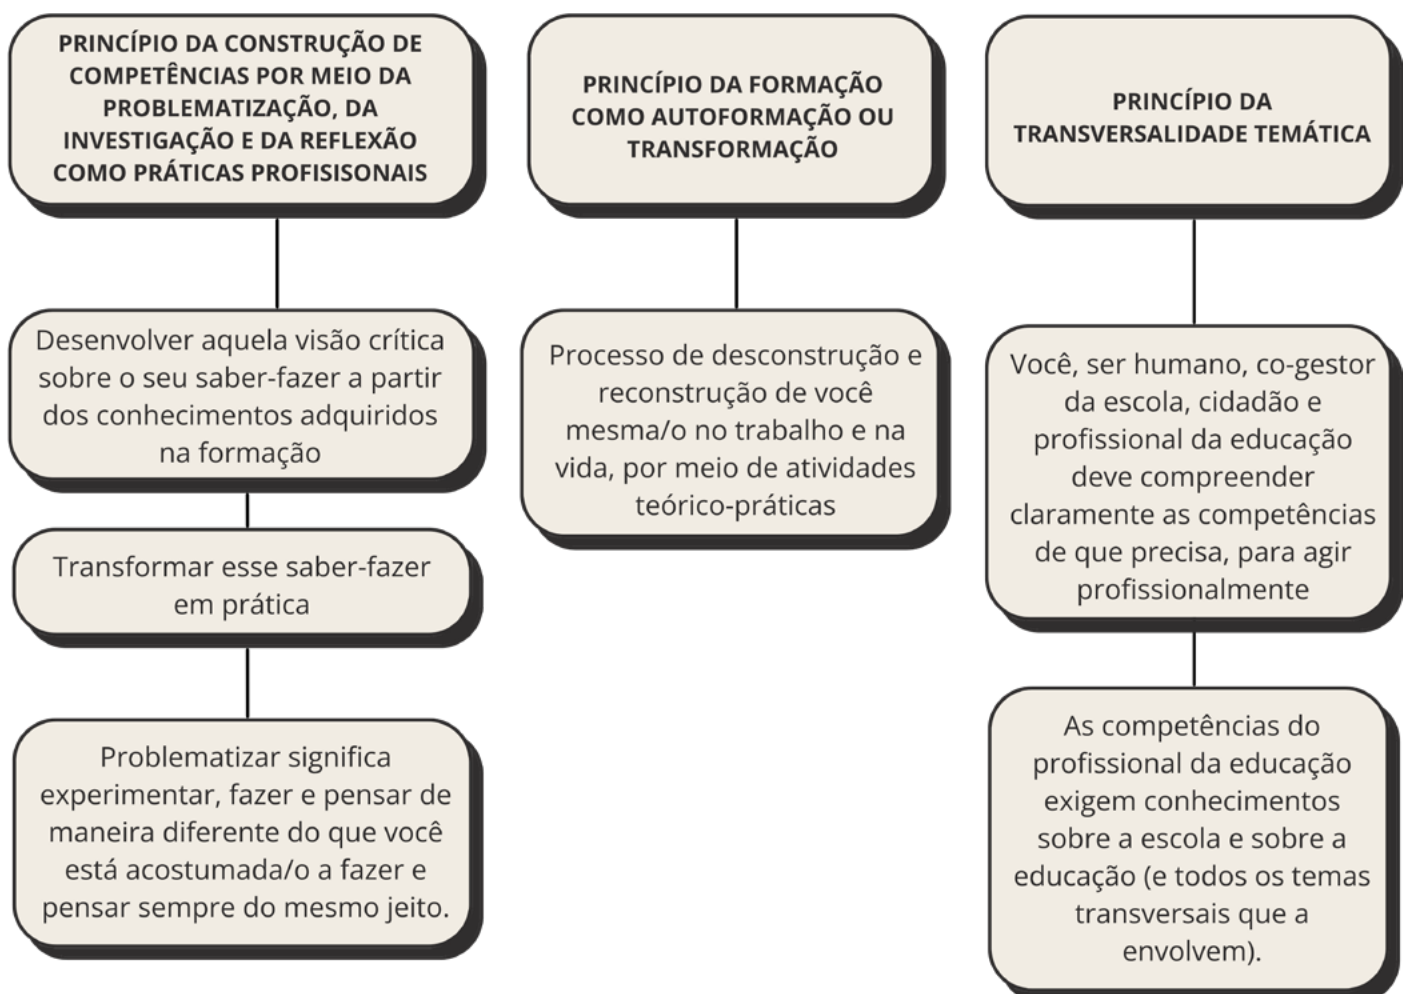 PRINCÍPIO DA CONSTRUÇÃO DE
COMPETÊNCIAS POR MEIO DA
PROBLEMATIZAÇÃO, DA
INVESTIGAÇÃO E DA REFLEXÃO
COMO PRÁTICAS PROFISISONAIS
Desenvolver aquela visão crítica
sobre o seu saber-fazer a partir
dos conhecimentos adquiridos
na formação
Transformar esse saber-fazer
em prática
Problematizar significa
experimentar, fazer e pensar de
maneira diferente do que você
está acostumada/o a fazer e
pensar sempre do mesmo jeito.
PRINCÍPIO DA FORMAÇÃO
COMO AUTOFORMAÇÃO OU
TRANSFORMAÇÃO
Processo de desconstrução e
reconstrução de você
mesma/o no trabalho e na
vida, por meio de atividades
teórico-práticas
PRINCÍPIO DA
TRANSVERSALIDADE TEMÁTICA
Você, ser humano, co-gestor
da escola, cidadão e
profissional da educação
deve compreender
claramente as competências
de que precisa, para agir
profissionalmente
As competências do
profissional da educação
exigem conhecimentos
sobre a escola e sobre a
educação (e todos os temas
transversais que a
envolvem).